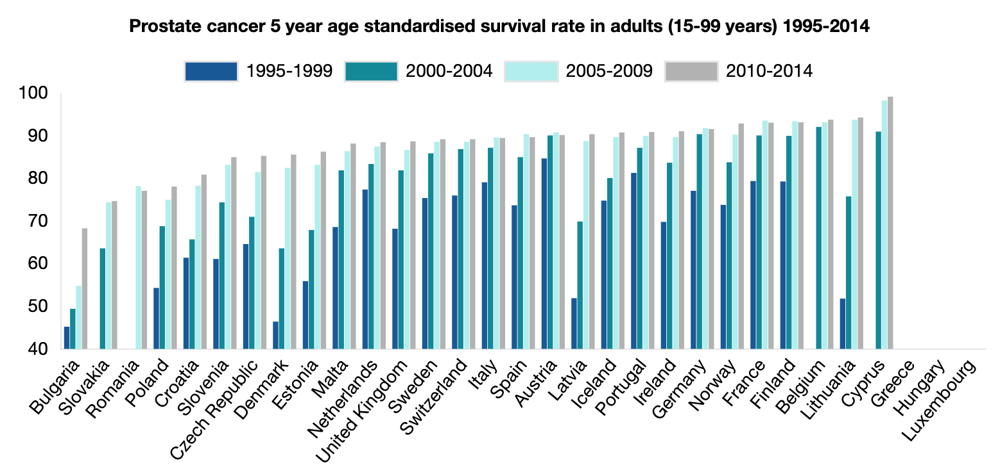 Prostate cancer 5 year age standardised survival rate in adults (15-99 years) 1995-2014
1995-1999
2000-2004
2005-2009
2010-2014
100
90
80
70
60
50
40
Bulgaria
Slovakia
Romania
Poland
Croatia
Slovenia
Czech Republic
Denmark
Estonia
Malta
Netherlands
United Kingdom
Sweden
Switzerland
Italy
Spain
Austria
Latvia
Iceland
Portugal
Ireland
Germany
Norway
France
Finland
Belgium
Lithuania
Cyprus
Greece
Hungary
Luxembourg